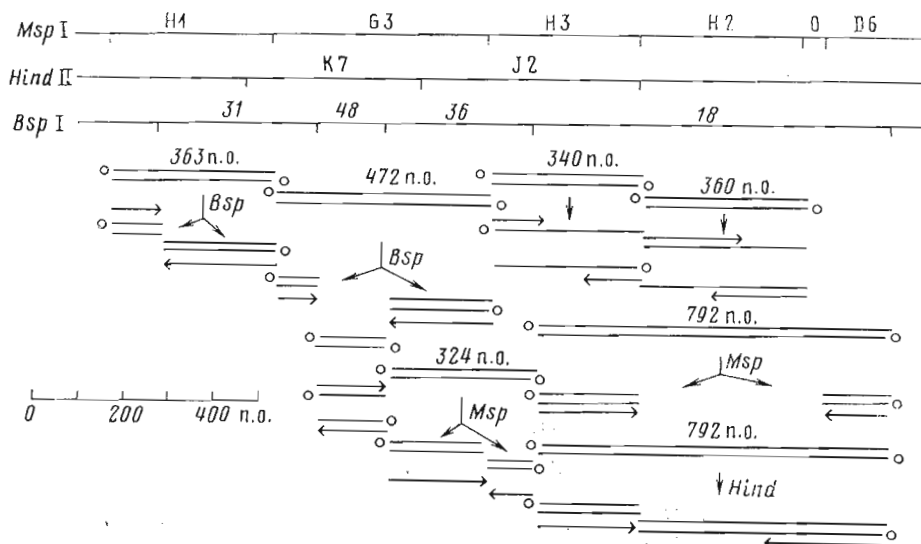 H1 G3 H3 H2 O D6
Msp I
K7 J2
Hind II
31 48 36 18
Bsp I
363 п.о. 340 п.о.
472 п.о. 360 п.о.
Bsp
Bsp
792 п.о.
324 п.о. Msp
0 200 400 п.о. Msp 792 п.о.
Hind